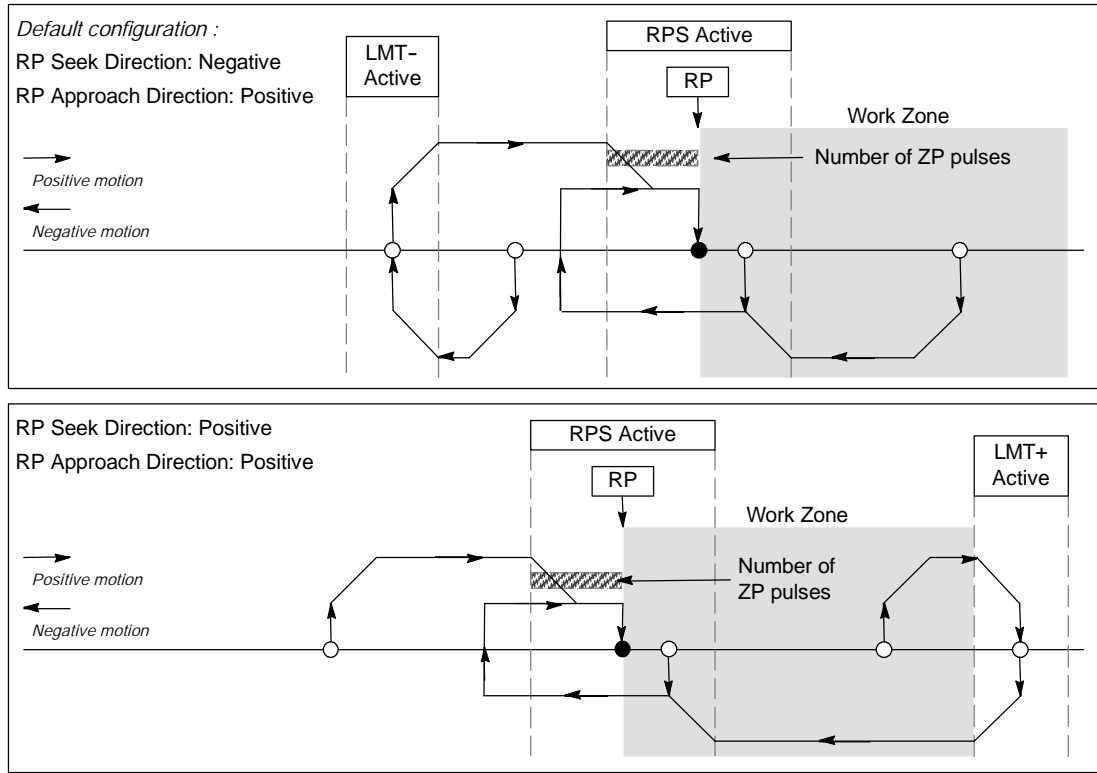 Default configuration :
RP Seek Direction: Negative
RP Approach Direction: Positive
LMT-
Active
RPS Active
RP
Work Zone
Number of ZP pulses
Positive motion
Negative motion
RP Seek Direction: Positive
RP Approach Direction: Positive
RPS Active
RP
LMT+
Active
Work Zone
Number of
ZP pulses
Positive motion
Negative motion